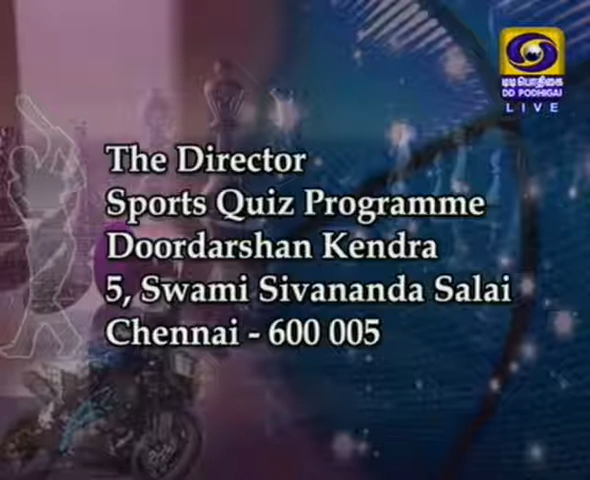 டிடி பொதிகை
DD PODHIGAI
LIVE
The Director
Sports Quiz Programme
Doordarshan Kendra
5, Swami Sivananda Salai
Chennai - 600 005